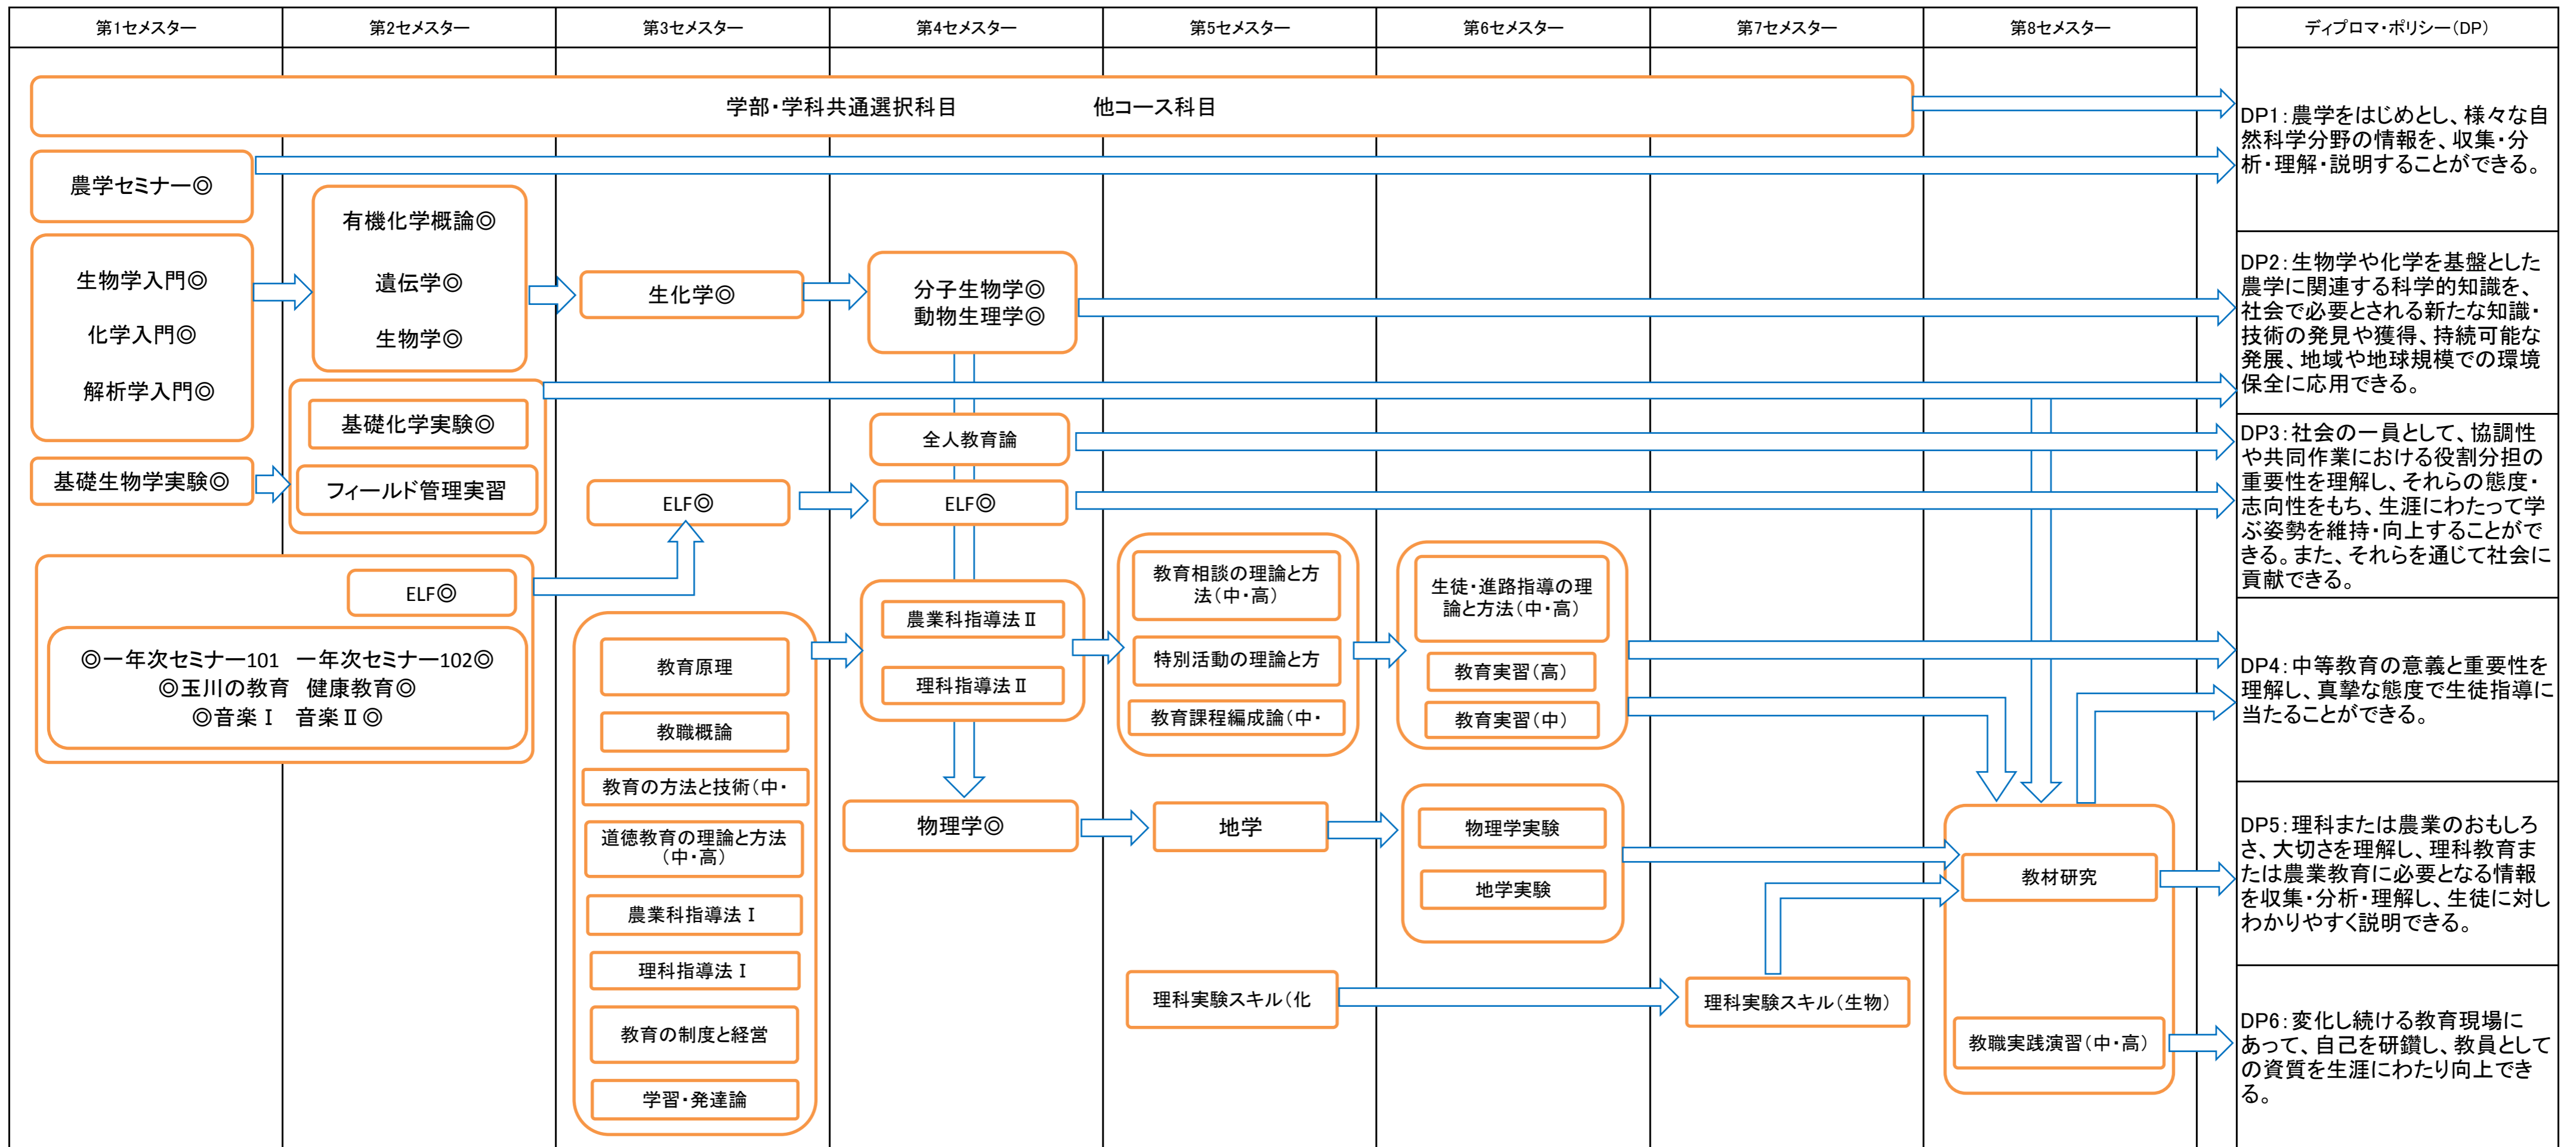 第1セメスター
第2セメスター
第3セメスター
第4セメスター
第5セメスター
第6セメスター
第7セメスター
第8セメスター
ディプロマ・ポリシー(DP)
学部・学科共通選択科目 他コース科目
農学セミナー◎
生物学入門◎
化学入門◎
解析学入門◎
基礎生物学実験◎
有機化学概論◎
遺伝学◎
生物学◎
基礎化学実験◎
フィールド管理実習
ELF◎
◎一年次セミナー101 一年次セミナー102◎
◎玉川の教育 健康教育◎
◎音楽Ⅰ 音楽Ⅱ◎
生化学◎
ELF◎
教育原理
教職概論
教育の方法と技術(中・
道徳教育の理論と方法
(中・高)
農業科指導法Ⅰ
理科指導法Ⅰ
教育の制度と経営
学習・発達論
分子生物学◎
動物生理学◎
全人教育論
ELF◎
農業科指導法Ⅱ
理科指導法Ⅱ
物理学◎
教育相談の理論と方
法(中・高)
特別活動の理論と方
教育課程編成論(中・
地学
理科実験スキル(化
生徒・進路指導の理
論と方法(中・高)
教育実習(高)
教育実習(中)
物理学実験
地学実験
理科実験スキル(生物)
教材研究
教職実践演習(中・高)
DP1:農学をはじめとし、様々な自
然科学分野の情報を、収集・分
析・理解・説明することができる。
DP2:生物学や化学を基盤とした
農学に関連する科学的知識を、
社会で必要とされる新たな知識・
技術の発見や獲得、持続可能な
発展、地域や地球規模での環境
保全に応用できる。
DP3:社会の一員として、協調性
や共同作業における役割分担の
重要性を理解し、それらの態度・
志向性をもち、生涯にわたって学
ぶ姿勢を維持・向上することがで
きる。また、それらを通じて社会に
貢献できる。
DP4:中等教育の意義と重要性を
理解し、真摯な態度で生徒指導に
当たることができる。
DP5:理科または農業のおもしろ
さ、大切さを理解し、理科教育ま
たは農業教育に必要となる情報
を収集・分析・理解し、生徒に対し
わかりやすく説明できる。
DP6:変化し続ける教育現場に
あって、自己を研鑽し、教員として
の資質を生涯にわたり向上でき
る。